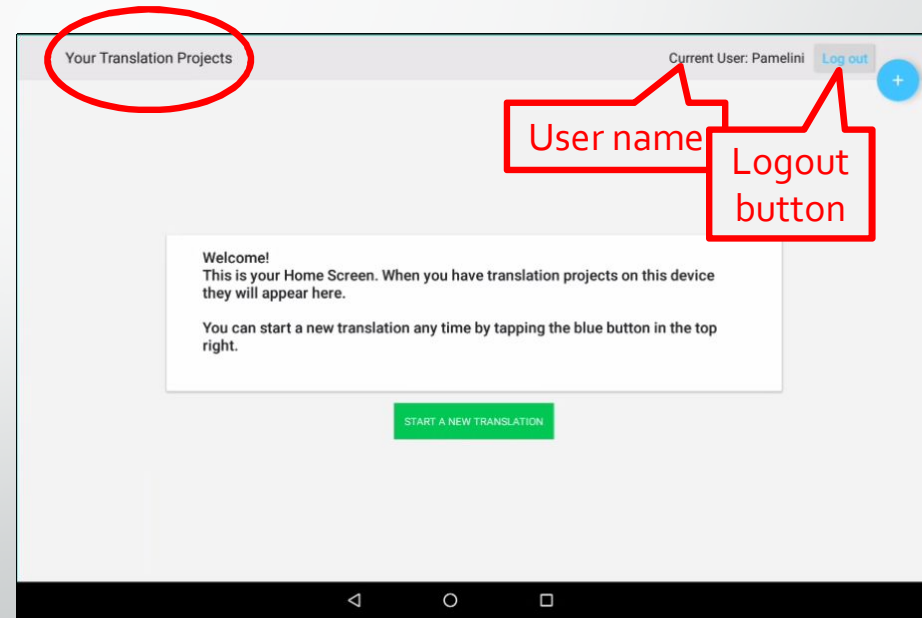 Your Translation Projects
Current User: Pamelini
Log out
+
User name
Logout
button
Welcome!
This is your Home Screen. When you have translation projects on this device
they will appear here.
You can start a new translation any time by tapping the blue button in the top
right.
START A NEW TRANSLATION